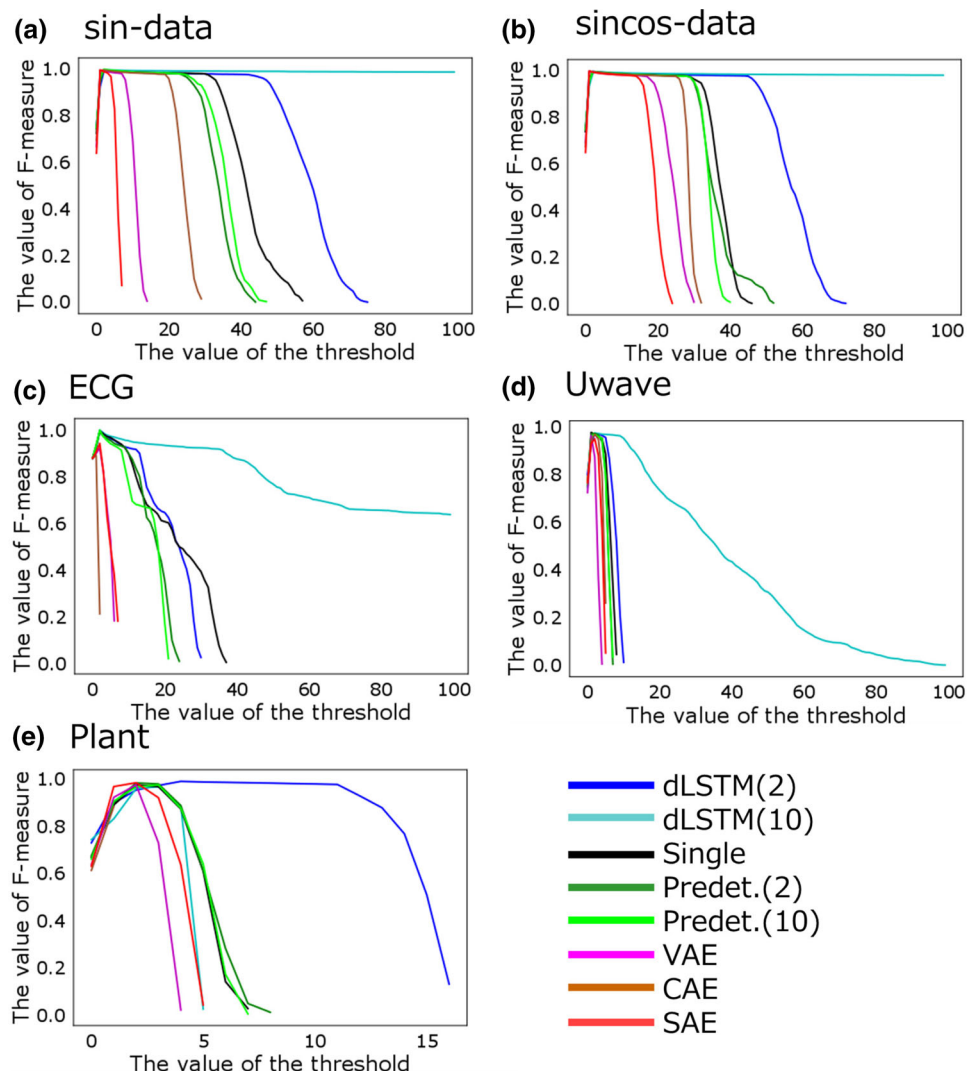 (a) sin-data
The value of F-measure
1.0
0.8
0.6
0.4
0.2
0.0
0 20 40 60 80 100
The value of the threshold
(b) sincos-data
The value of F-measure
1.0
0.8
0.6
0.4
0.2
0.0
0 20 40 60 80 100
The value of the threshold
(c) ECG
The value of F-measure
1.0
0.8
0.6
0.4
0.2
0.0
0 20 40 60 80 100
The value of the threshold
(d) Uwave
The value of F-measure
1.0
0.8
0.6
0.4
0.2
0.0
0 20 40 60 80 100
The value of the threshold
(e) Plant
The value of F-measure
1.0
0.8
0.6
0.4
0.2
0.0
0 5 10 15
The value of the threshold
dLSTM(2)
dLSTM(10)
Single
Predet.(2)
Predet.(10)
VAE
CAE
SAE